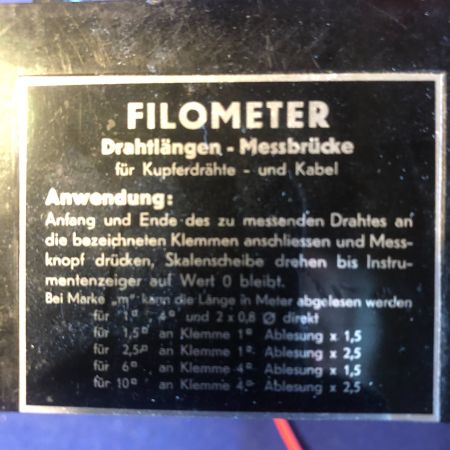 FILOMETER
Drahtlängen - Messbrücke
für Kupferdrähte - und Kabel
Anwendung:
Anfang und Ende des zu messenden Drahtes an
die bezeichneten Klemmen anschliessen und Mess-
knopf drücken, Skalenscheibe drehen bis Instru-
mentenzeiger auf Wert 0 bleibt.
Bei Marke „m" kann die Länge in Meter abgelesen werden
für 1□ 4□ und 2 x 0,8 Ø direkt
für 1,5□ an Klemme 1□ Ablesung x 1,5
für 2,5□ an Klemme 1□ Ablesung x 2,5
für 6□ an Klemme 4□ Ablesung x 1,5
für 10□ an Klemme 4□ Ablesung x 2,5